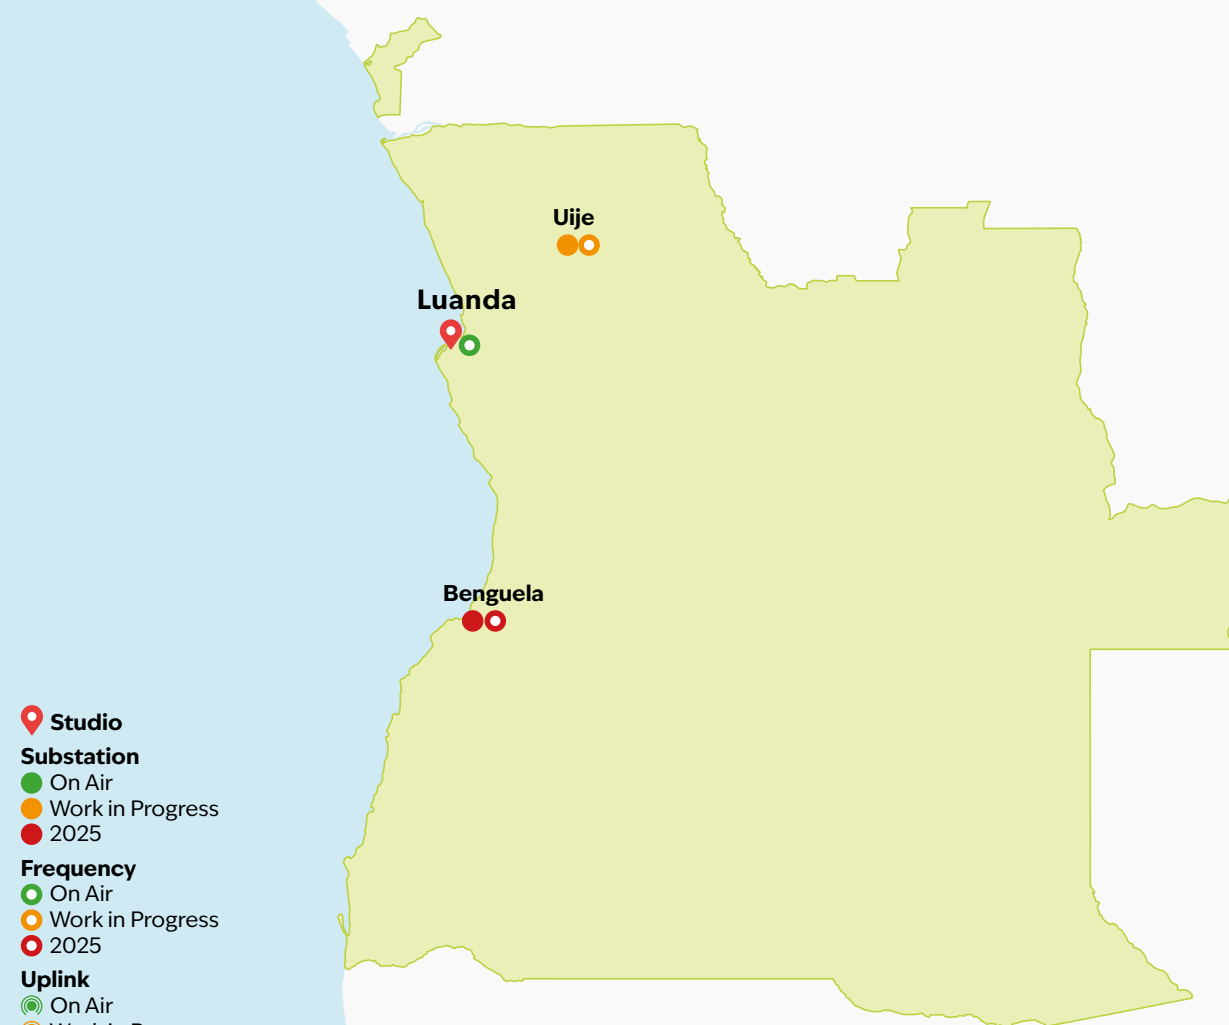 Uije
Luanda
Benguela
Studio
Substation
On Air
Work in Progress
2025
Frequency
On Air
Work in Progress
2025
Uplink
On Air